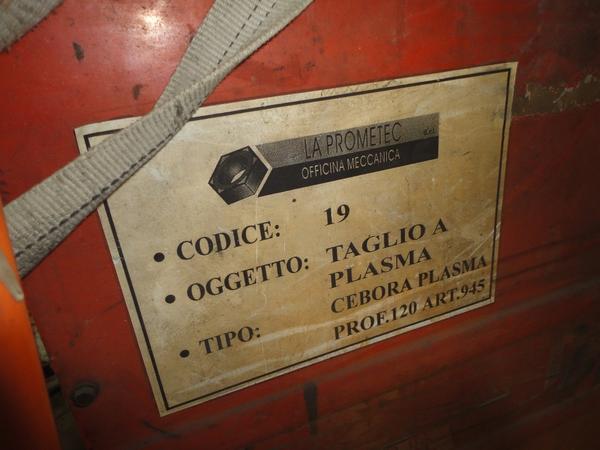 LA PROMETEC s.r.l.
OFFICINA MECCANICA
• CODICE: 19
• OGGETTO: TAGLIO A
PLASMA
• TIPO: CEBORA PLASMA
PROF.120 ART.945